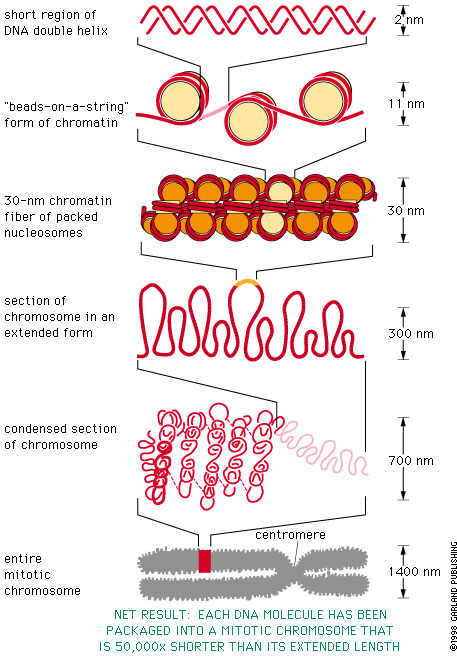 short region of
DNA double helix
2 nm
"beads-on-a-string"
form of chromatin
11 nm
30-nm chromatin
fiber of packed
nucleosomes
30 nm
section of
chromosome in an
extended form
300 nm
condensed section
of chromosome
700 nm
centromere
entire
mitotic
chromosome
1400 nm
NET RESULT: EACH DNA MOLECULE HAS BEEN
PACKAGED INTO A MITOTIC CHROMOSOME THAT
IS 50,000x SHORTER THAN ITS EXTENDED LENGTH
©1998 GARLAND PUBLISHING